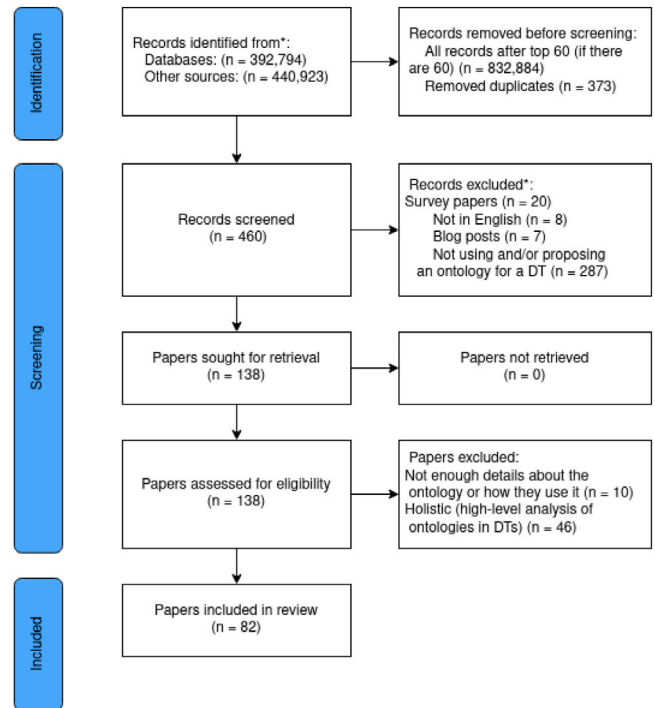 Identification
Records identified from*:
Databases: (n = 392,794)
Other sources: (n = 440,923)
Records removed before screening:
All records after top 60 (if there
are 60) (n = 832,884)
Removed duplicates (n = 373)
Screening
Records screened
(n = 460)
Records excluded*:
Survey papers (n = 20)
Not in English (n = 8)
Blog posts (n = 7)
Not using and/or proposing
an ontology for a DT (n = 287)
Papers sought for retrieval
(n = 138)
Papers not retrieved
(n = 0)
Papers assessed for eligibility
(n = 138)
Papers excluded:
Not enough details about the
ontology or how they use it (n = 10)
Holistic (high-level analysis of
ontologies in DTs) (n = 46)
Included
Papers included in review
(n = 82)